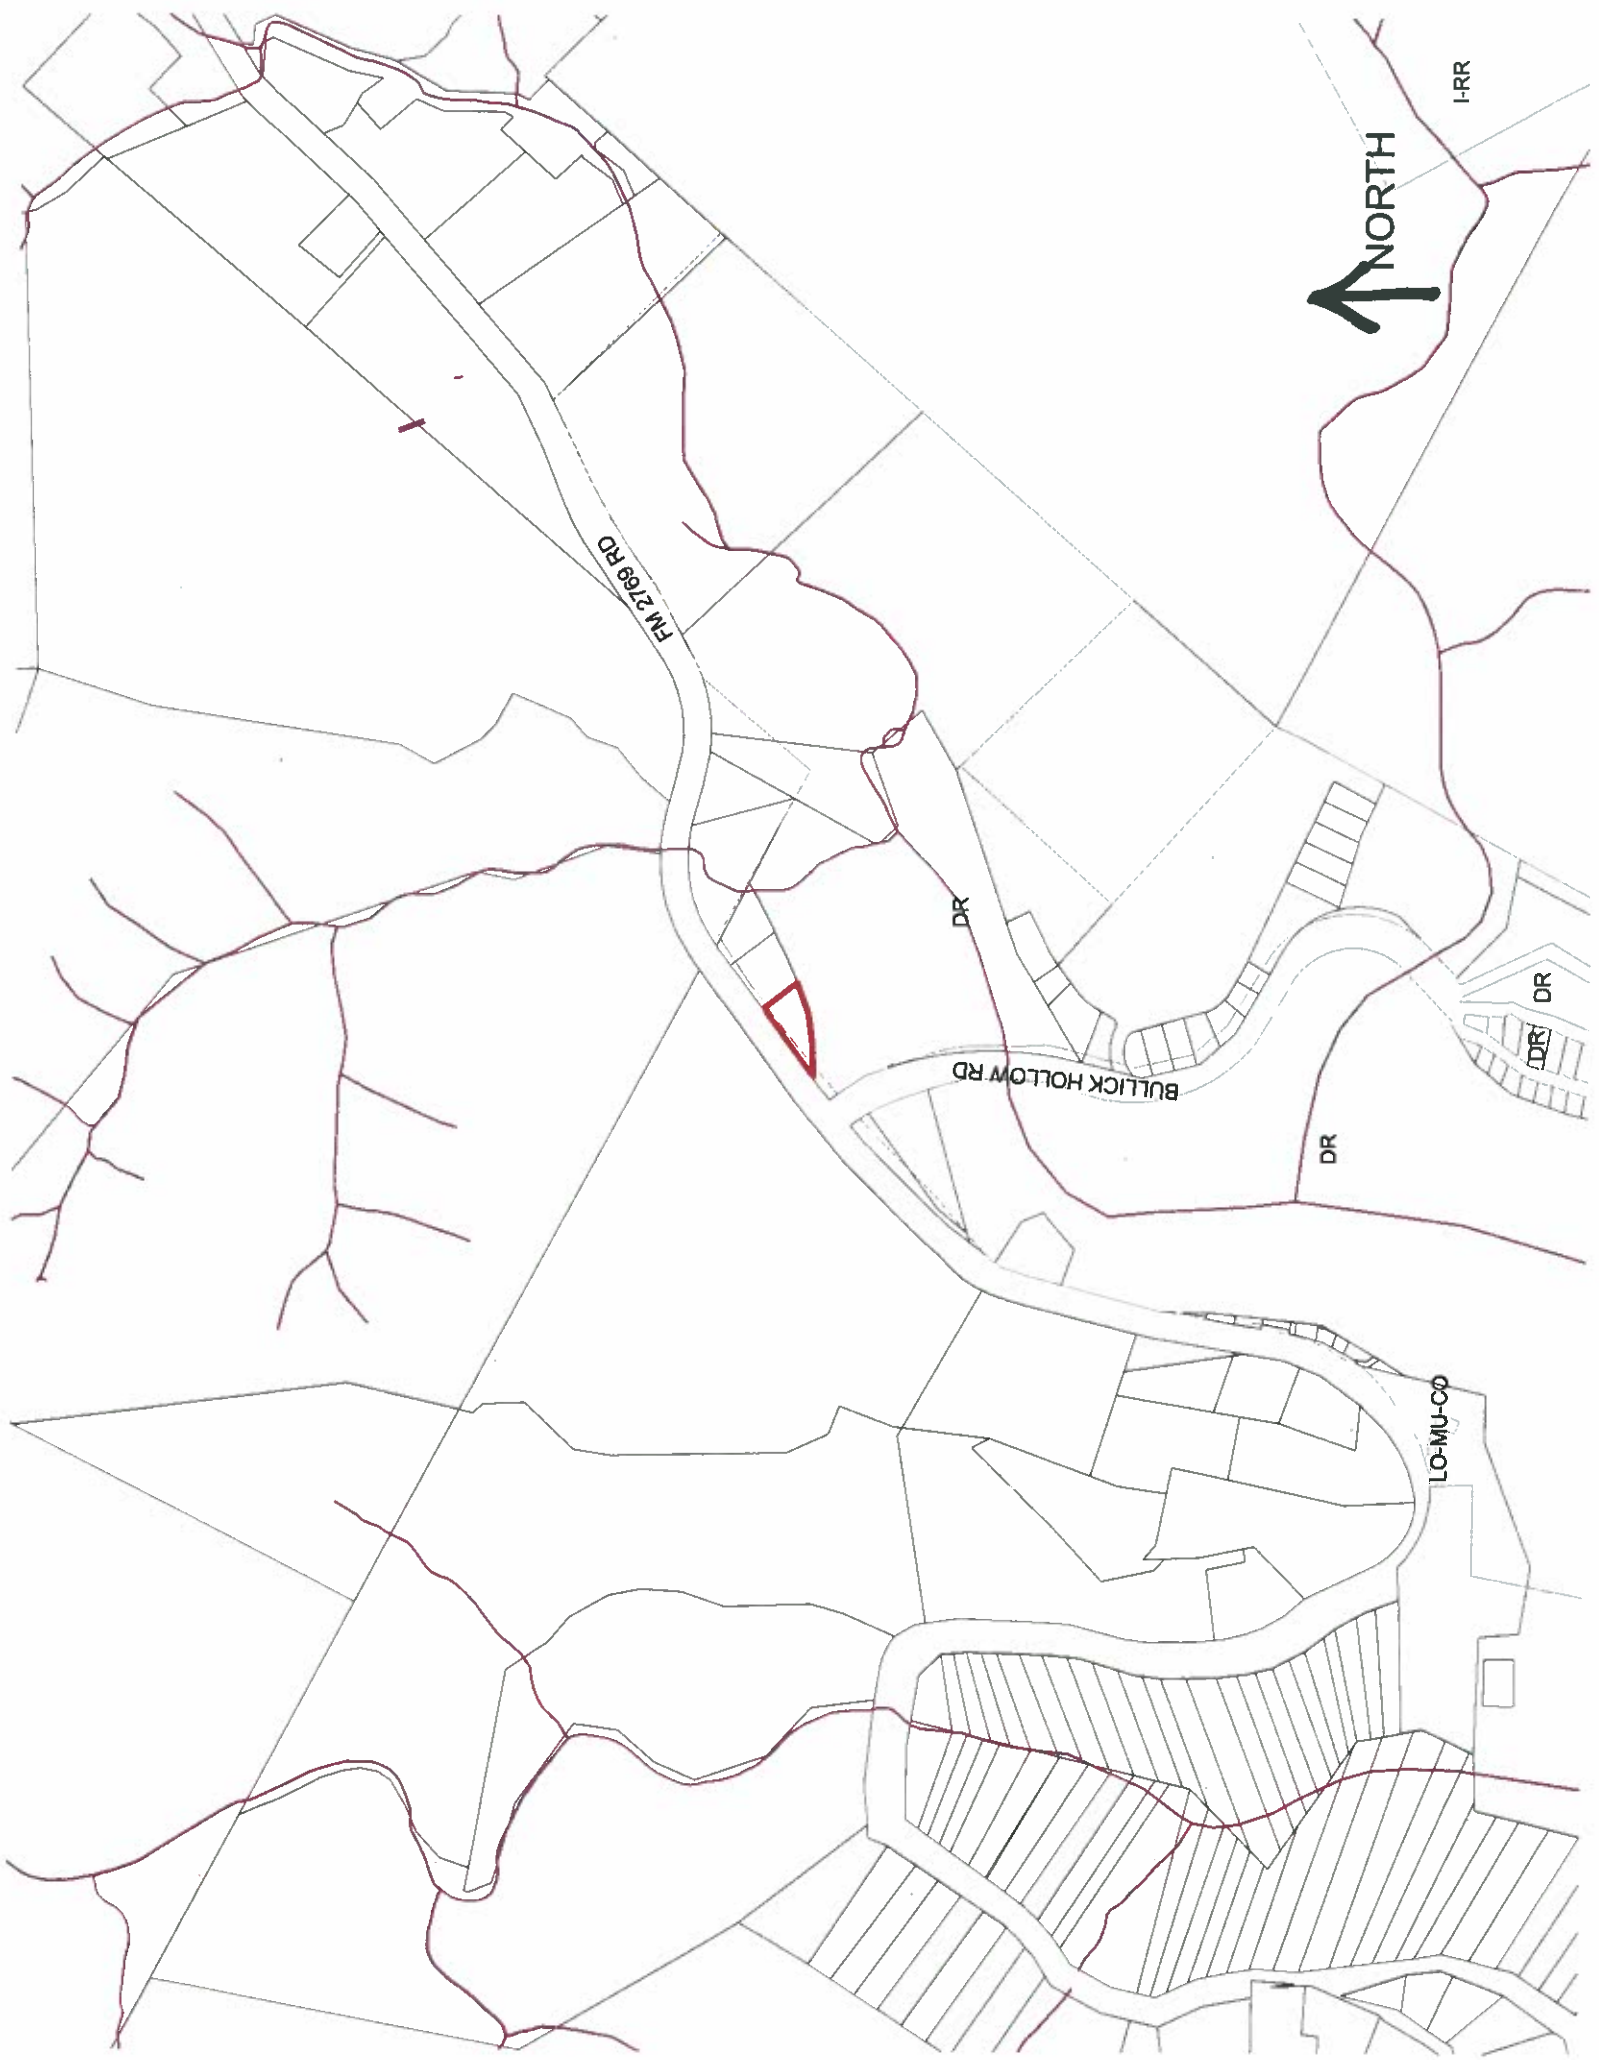 I-RR
NORTH
FM 2769 RD
DR
BULLICK HOLLOW RD
DR
DR
DR
LO-MU-CO